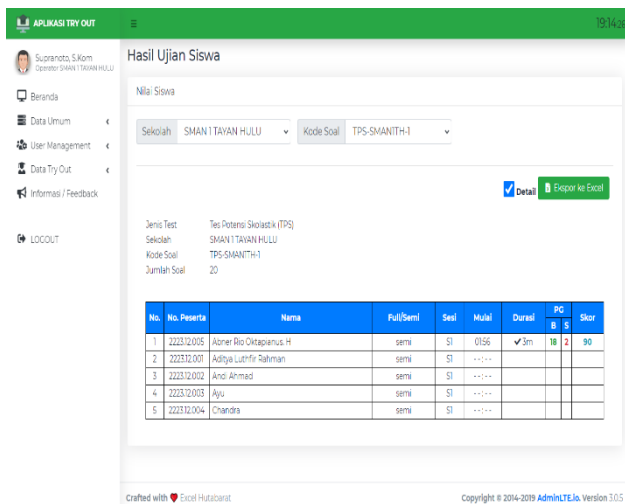 APLIKASI TRY OUT
19:14:26
Supranoto, S.Kom
Operator SMAN 1 TAYAN HULU
Beranda
Data Umum
User Management
Data Try Out
Informasi / Feedback
LOGOUT
Hasil Ujian Siswa
Nilai Siswa
Sekolah SMAN 1 TAYAN HULU Kode Soal TPS-SMAN1TH-1
Detail Ekspor ke Excel
Jenis Test Tes Potensi Skolastik (TPS)
Sekolah SMAN 1 TAYAN HULU
Kode Soal TPS-SMAN1TH-1
Jumlah Soal 20
No. No. Peserta Nama Full/Semi Sesi Mulai Durasi PG Skor
B S
1 2223.12.005 Abner Rio Oktapianus. H semi S1 01:56 ✔3m 18 2 90
2 2223.12.001 Aditya Luthfir Rahman semi S1 --:--
3 2223.12.002 Andi Ahmad semi S1 --:--
4 2223.12.003 Ayu semi S1 --:--
5 2223.12.004 Chandra semi S1 --:--
Crafted with ❤ Excel Hutabarat
Copyright © 2014-2019 AdminLTE.io. Version 3.0.5